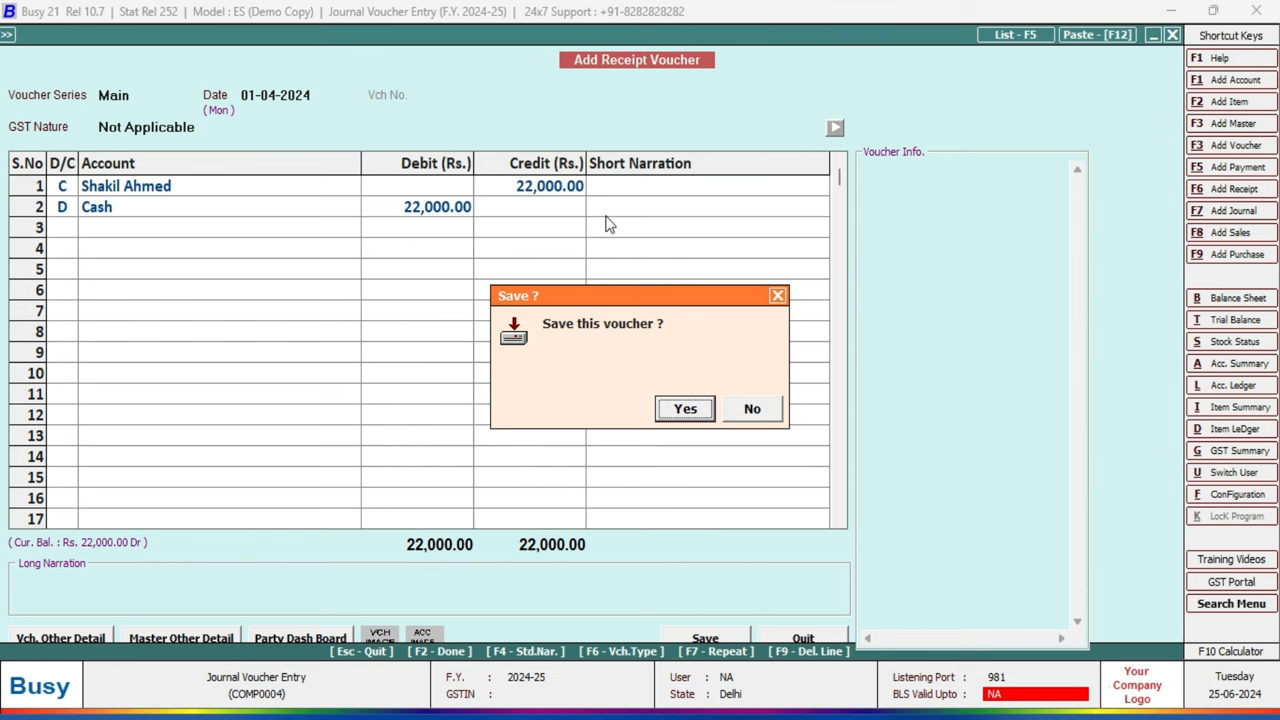 Busy 21 Rel 10.7 | Stat Rel 252 | Model : ES (Demo Copy) | Journal Voucher Entry (F.Y. 2024-25) | 24x7 Support : +91-8282828282
>> List - F5 Paste - [F12]
Add Receipt Voucher
Voucher Series Main Date 01-04-2024 Vch No.
( Mon )
GST Nature Not Applicable
S.No D/C Account Debit (Rs.) Credit (Rs.) Short Narration
1 C Shakil Ahmed 22,000.00
2 D Cash 22,000.00
3
4
5
6
7
8
9
10
11
12
13
14
15
16
17
Save ?
Save this voucher ?
Yes No
( Cur. Bal. : Rs. 22,000.00 Dr ) 22,000.00 22,000.00
Long Narration
Vch. Other Detail Master Other Detail Party Dash Board VCH IMAGE ACC IMAGE Save Quit
[ Esc - Quit ] [ F2 - Done ] [ F4 - Std.Nar. ] [ F6 - Vch.Type ] [ F7 - Repeat ] [ F9 - Del. Line ]
Voucher Info.
Shortcut Keys
F1 Help
F1 Add Account
F2 Add Item
F3 Add Master
F3 Add Voucher
F5 Add Payment
F6 Add Receipt
F7 Add Journal
F8 Add Sales
F9 Add Purchase
B Balance Sheet
T Trial Balance
S Stock Status
A Acc. Summary
L Acc. Ledger
I Item Summary
D Item LeDger
G GST Summary
U Switch User
F ConFiguration
K LocK Program
Training Videos
GST Portal
Search Menu
F10 Calculator
Busy
Journal Voucher Entry
(COMP0004)
F.Y. : 2024-25
GSTIN :
User : NA
State : Delhi
Listening Port : 981
BLS Valid Upto : NA
Your
Company
Logo
Tuesday
25-06-2024